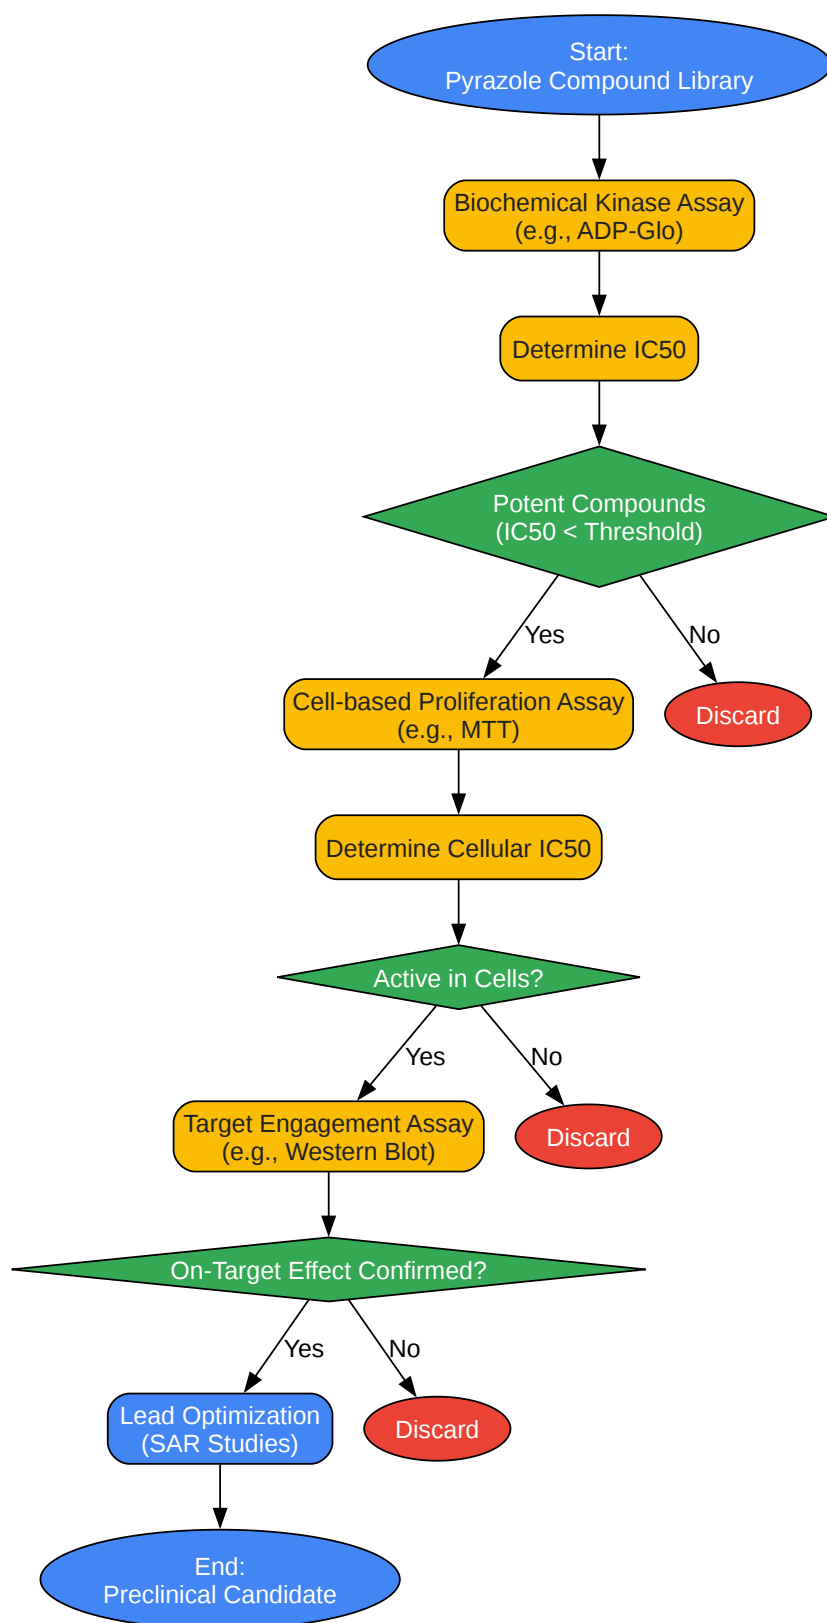 Start:
Pyrazole Compound Library
Biochemical Kinase Assay
(e.g., ADP-Glo)
Determine IC50
Potent Compounds
(IC50 < Threshold)
Yes
No
Cell-based Proliferation Assay
(e.g., MTT)
Discard
Determine Cellular IC50
Active in Cells?
Yes
No
Target Engagement Assay
(e.g., Western Blot)
Discard
On-Target Effect Confirmed?
Yes
No
Lead Optimization
(SAR Studies)
Discard
End:
Preclinical Candidate